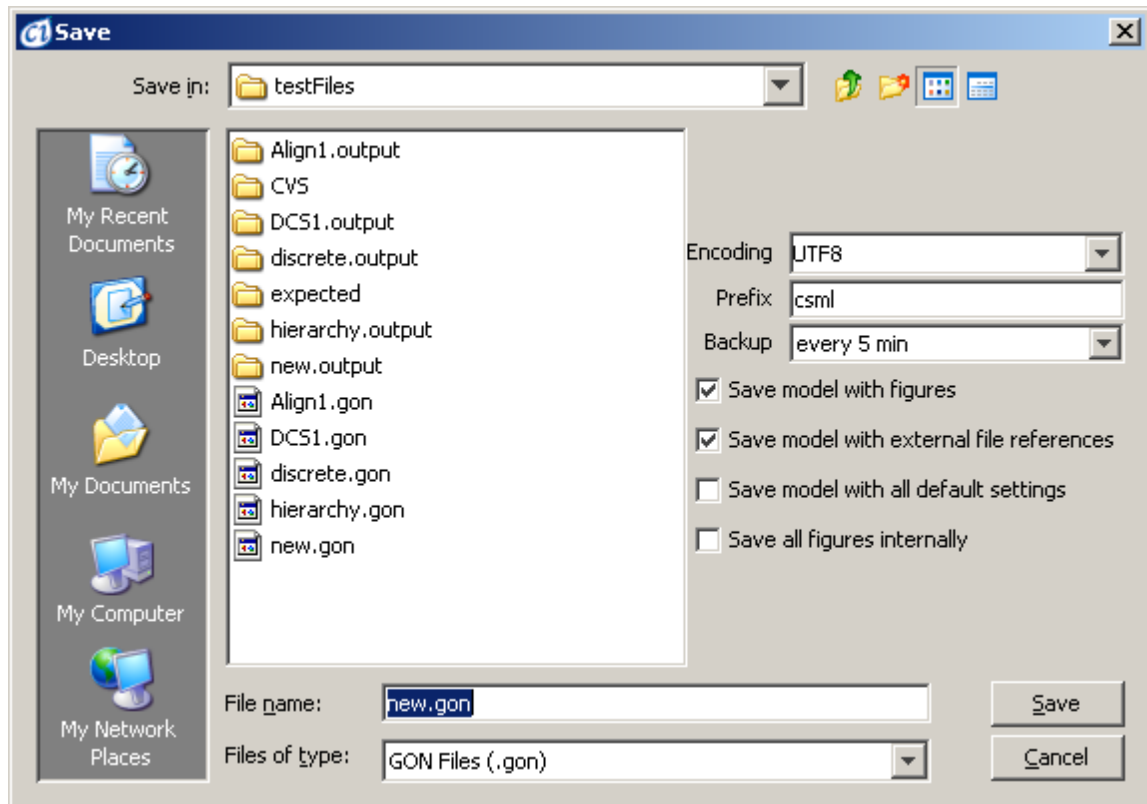 Save
Save in:
testFiles
My Recent
Documents
Desktop
My Documents
My Computer
My Network
Places
Align1.output
CVS
DCS1.output
discrete.output
expected
hierarchy.output
new.output
Align1.gon
DCS1.gon
discrete.gon
hierarchy.gon
new.gon
Encoding UTF8
Prefix csml
Backup every 5 min
Save model with figures
Save model with external file references
Save model with all default settings
Save all figures internally
File name: new.gon Save
Files of type: GON Files (.gon) Cancel